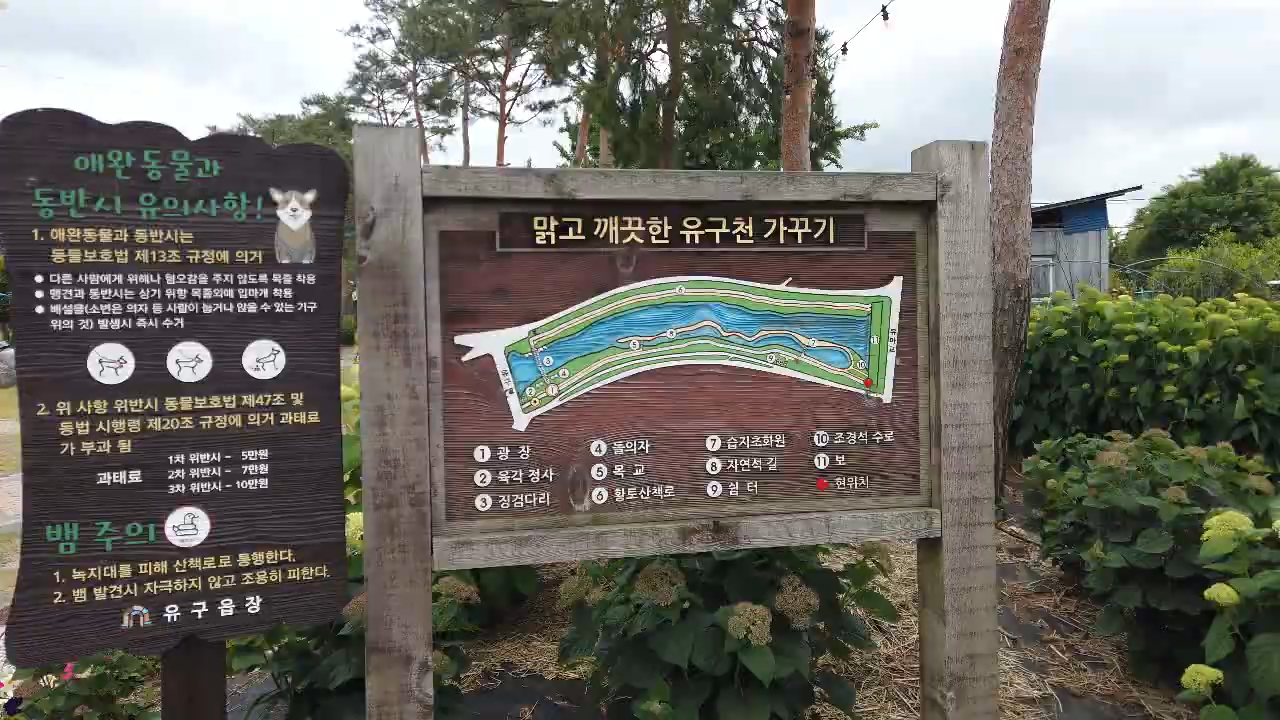 애완동물과
동반시 유의사항!
1. 애완동물과 동반시는
동물보호법 제13조 규정에 의거
● 다른 사람에게 위해나 혐오감을 주지 않도록 목줄 착용
● 맹견과 동반시는 상기 위항 목줄외에 입마개 착용
● 배설물(소변은 의자 등 사람이 눕거나 앉을 수 있는 기구
위의 것) 발생시 즉시 수거
2. 위 사항 위반시 동물보호법 제47조 및
동법 시행령 제20조 규정에 의거 과태료
가 부과 됨
과태료
1차 위반시 - 5만원
2차 위반시 - 7만원
3차 위반시 - 10만원
뱀 주의
1. 녹지대를 피해 산책로로 통행한다.
2. 뱀 발견시 자극하지 않고 조용히 피한다.
유구읍장
맑고 깨끗한 유구천 가꾸기
유마교
1 광 장
2 육각 정사
3 징검다리
4 돌의자
5 목 교
6 황토산책로
7 습지초화원
8 자연석 길
9 쉼 터
10 조경석 수로
11 보
현위치